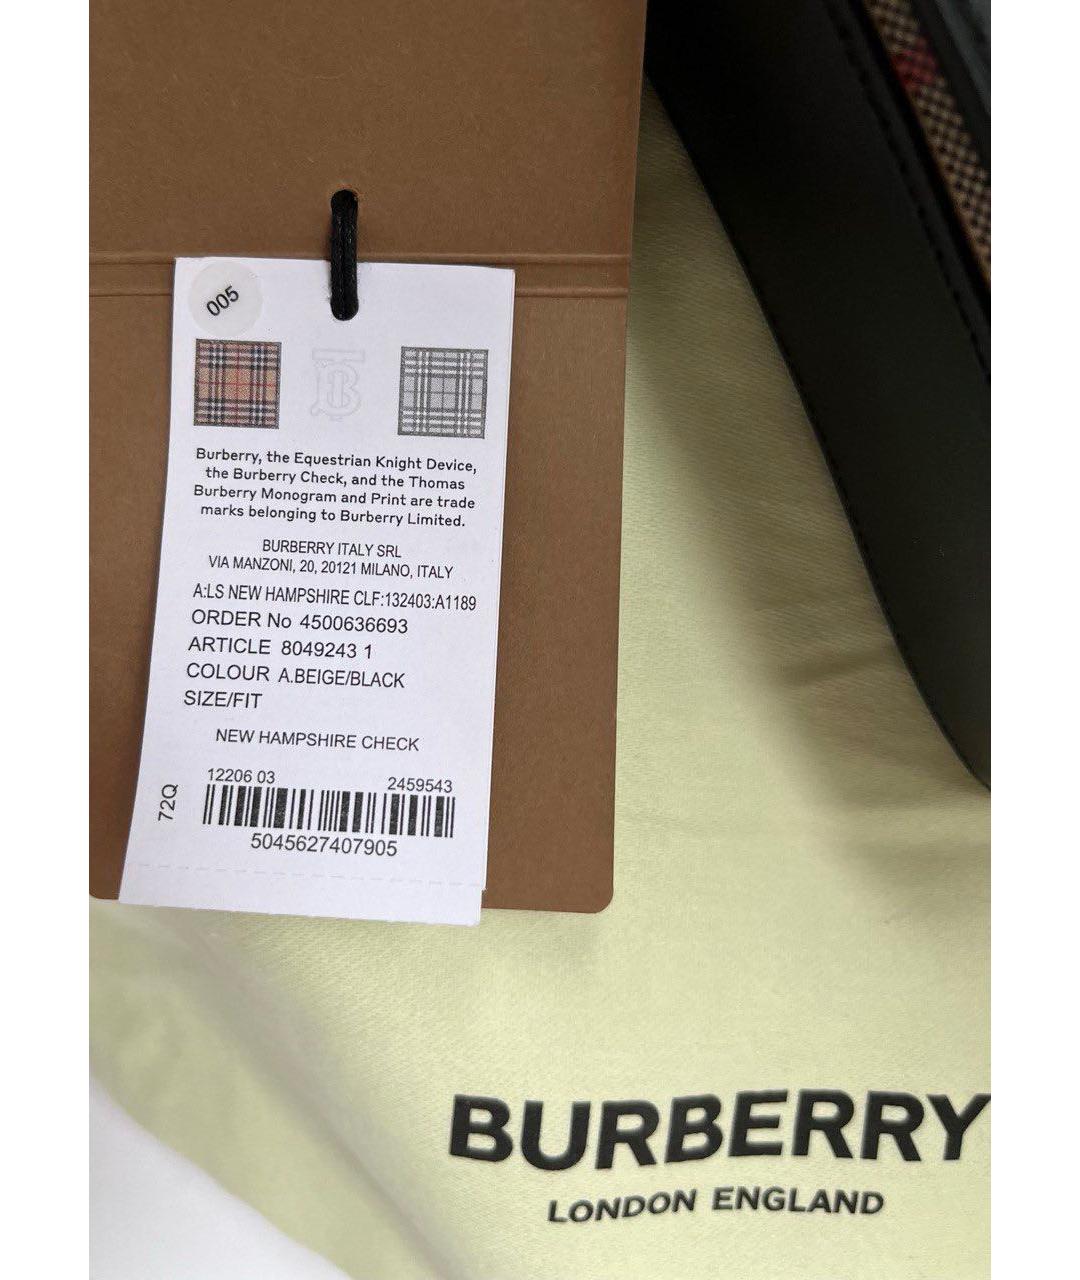 005
Burberry, the Equestrian Knight Device,
the Burberry Check, and the Thomas
Burberry Monogram and Print are trade
marks belonging to Burberry Limited.
BURBERRY ITALY SRL
VIA MANZONI, 20, 20121 MILANO, ITALY
A:LS NEW HAMPSHIRE CLF:132403:A1189
ORDER No 4500636693
ARTICLE 8049243 1
COLOUR A.BEIGE/BLACK
SIZE/FIT
NEW HAMPSHIRE CHECK
12206 03 2459543
72Q
5045627407905
BURBERRY
LONDON ENGLAND